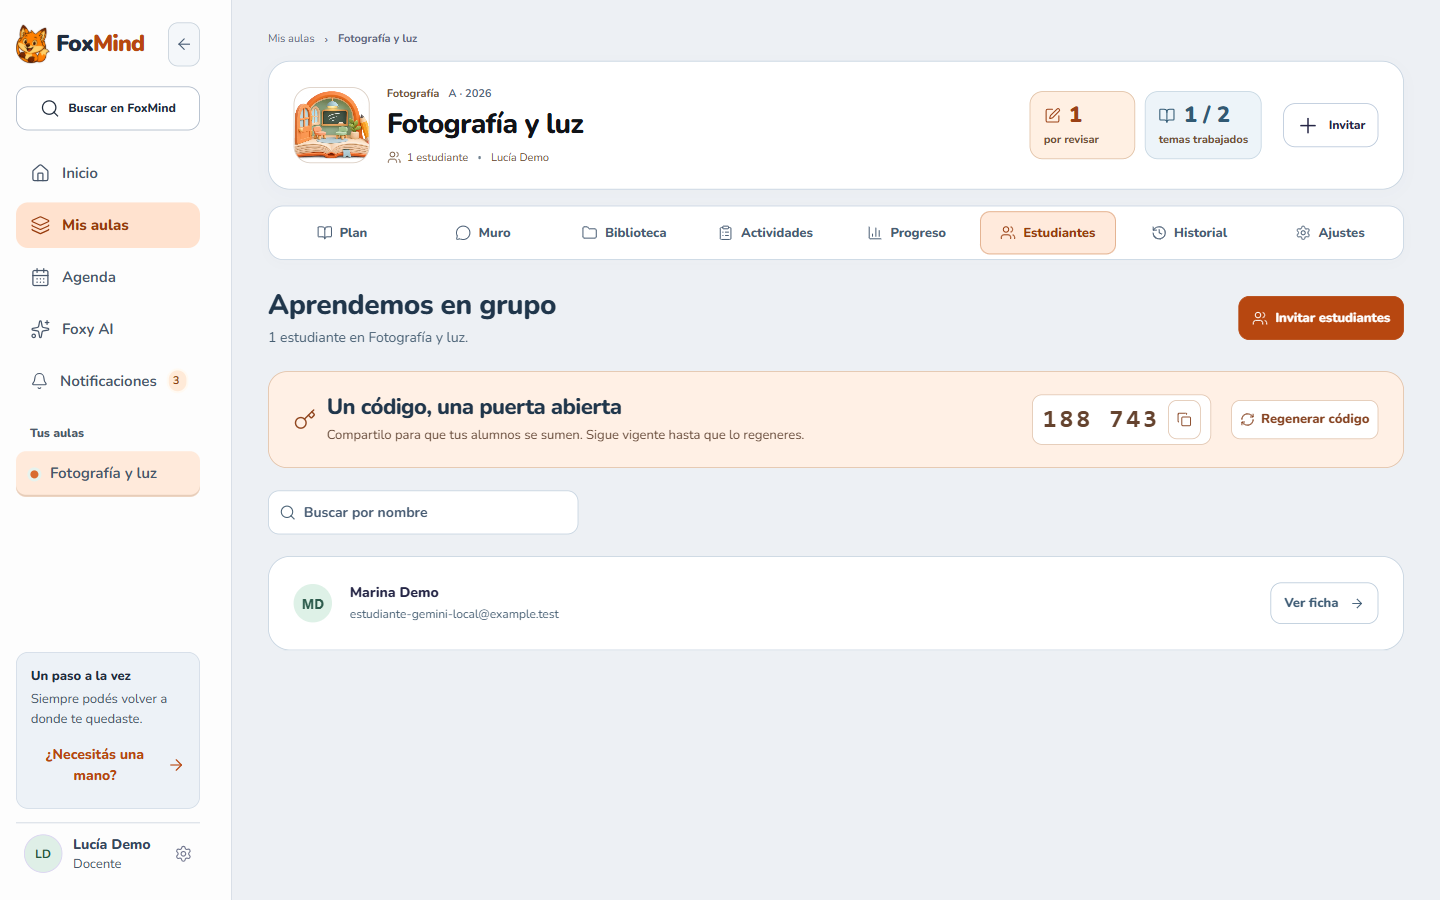 FoxMind
Buscar en FoxMind
Inicio
Mis aulas
Agenda
Foxy AI
Notificaciones 3
Tus aulas
Fotografía y luz
Un paso a la vez
Siempre podés volver a
donde te quedaste.
¿Necesitás una
mano?
LD
Lucía Demo
Docente
Mis aulas › Fotografía y luz
Fotografía A · 2026
Fotografía y luz
1 estudiante • Lucía Demo
1
por revisar
1 / 2
temas trabajados
Invitar
Plan
Muro
Biblioteca
Actividades
Progreso
Estudiantes
Historial
Ajustes
Aprendemos en grupo
1 estudiante en Fotografía y luz.
Invitar estudiantes
Un código, una puerta abierta
Compartilo para que tus alumnos se sumen. Sigue vigente hasta que lo regeneres.
188 743
Regenerar código
Buscar por nombre
MD
Marina Demo
estudiante-gemini-local@example.test
Ver ficha